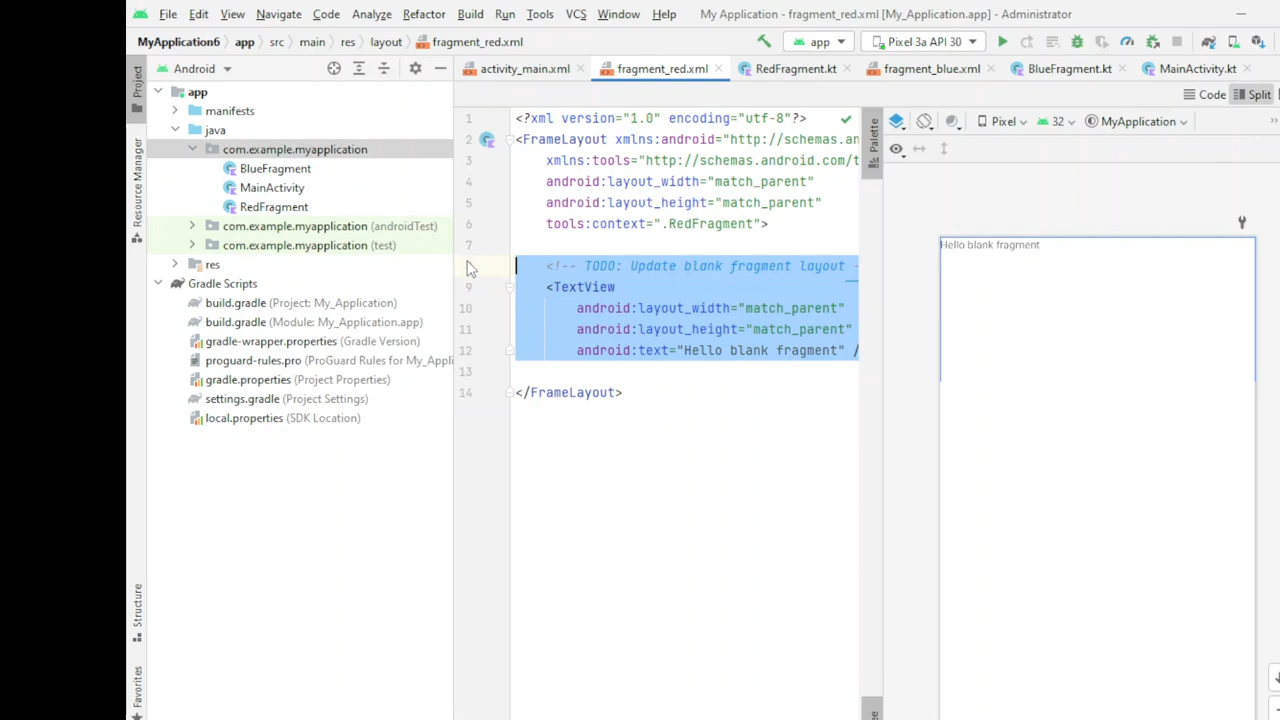 File Edit View Navigate Code Analyze Refactor Build Run Tools VCS Window Help My Application - fragment_red.xml [My_Application.app] - Administrator
MyApplication6 app src main res layout fragment_red.xml app Pixel 3a API 30
Project
Android
activity_main.xml fragment_red.xml RedFragment.kt fragment_blue.xml BlueFragment.kt MainActivity.kt
app
manifests
java
com.example.myapplication
BlueFragment
MainActivity
RedFragment
com.example.myapplication (androidTest)
com.example.myapplication (test)
res
Gradle Scripts
build.gradle (Project: My_Application)
build.gradle (Module: My_Application.app)
gradle-wrapper.properties (Gradle Version)
proguard-rules.pro (ProGuard Rules for My_Appli
gradle.properties (Project Properties)
settings.gradle (Project Settings)
local.properties (SDK Location)
Resource Manager
Structure
Favorites
Code Split
1 <?xml version="1.0" encoding="utf-8"?>
2 <FrameLayout xmlns:android="http://schemas.an
3 xmlns:tools="http://schemas.android.com/t
4 android:layout_width="match_parent"
5 android:layout_height="match_parent"
6 tools:context=".RedFragment">
7
<!-- TODO: Update blank fragment layout -
9 <TextView
10 android:layout_width="match_parent"
11 android:layout_height="match_parent"
12 android:text="Hello blank fragment" /
13
14 </FrameLayout>
Palette
Pixel 32 MyApplication
Hello blank fragment